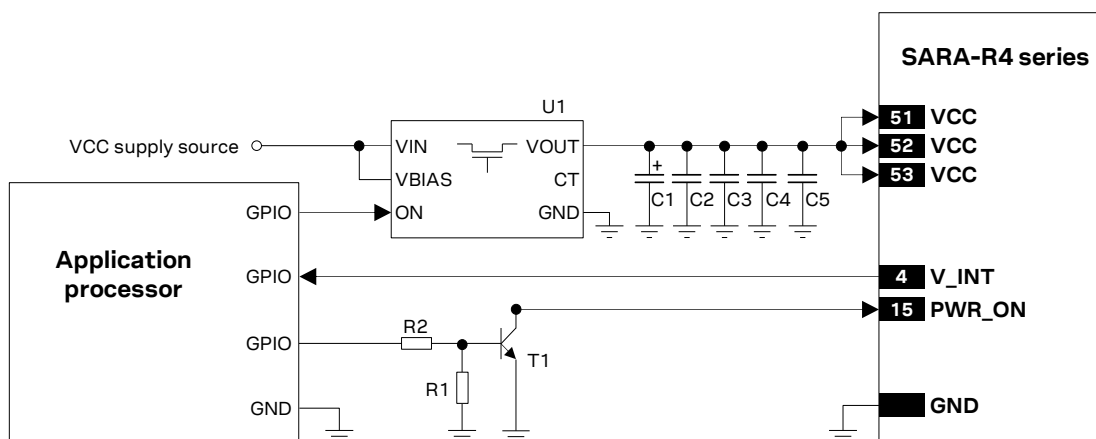 SARA-R4 series
U1
51 VCC
VCC supply source
VIN
VOUT
52 VCC
VBIAS
CT
53 VCC
+
C1
C2
C3
C4
C5
GPIO
ON
GND
Application
processor
GPIO
4 V_INT
15 PWR_ON
R2
GPIO
T1
R1
GND
GND